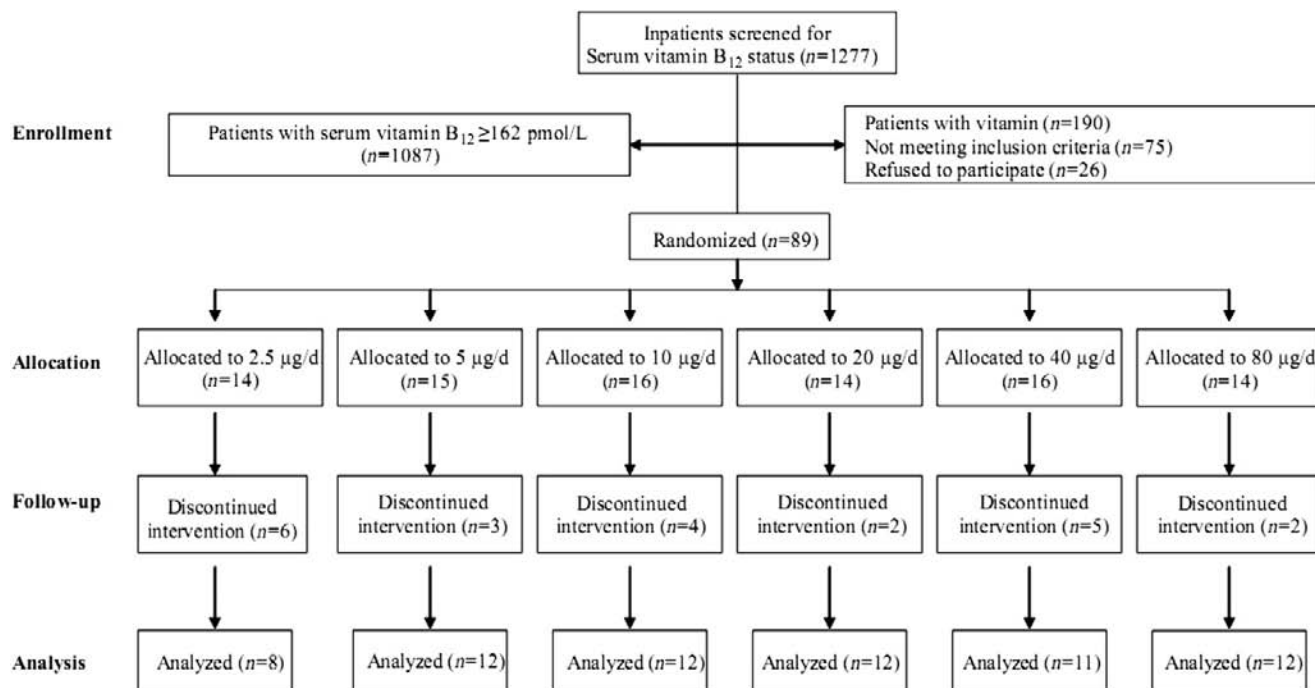 Inpatients screened for
Serum vitamin B₁₂ status (n=1277)
Enrollment
Patients with serum vitamin B₁₂ ≥162 pmol/L
(n=1087)
Patients with vitamin (n=190)
Not meeting inclusion criteria (n=75)
Refused to participate (n=26)
Randomized (n=89)
Allocation
Allocated to 2.5 µg/d
(n=14)
Allocated to 5 µg/d
(n=15)
Allocated to 10 µg/d
(n=16)
Allocated to 20 µg/d
(n=14)
Allocated to 40 µg/d
(n=16)
Allocated to 80 µg/d
(n=14)
Follow-up
Discontinued
intervention (n=6)
Discontinued
intervention (n=3)
Discontinued
intervention (n=4)
Discontinued
intervention (n=2)
Discontinued
intervention (n=5)
Discontinued
intervention (n=2)
Analysis
Analyzed (n=8)
Analyzed (n=12)
Analyzed (n=12)
Analyzed (n=12)
Analyzed (n=11)
Analyzed (n=12)